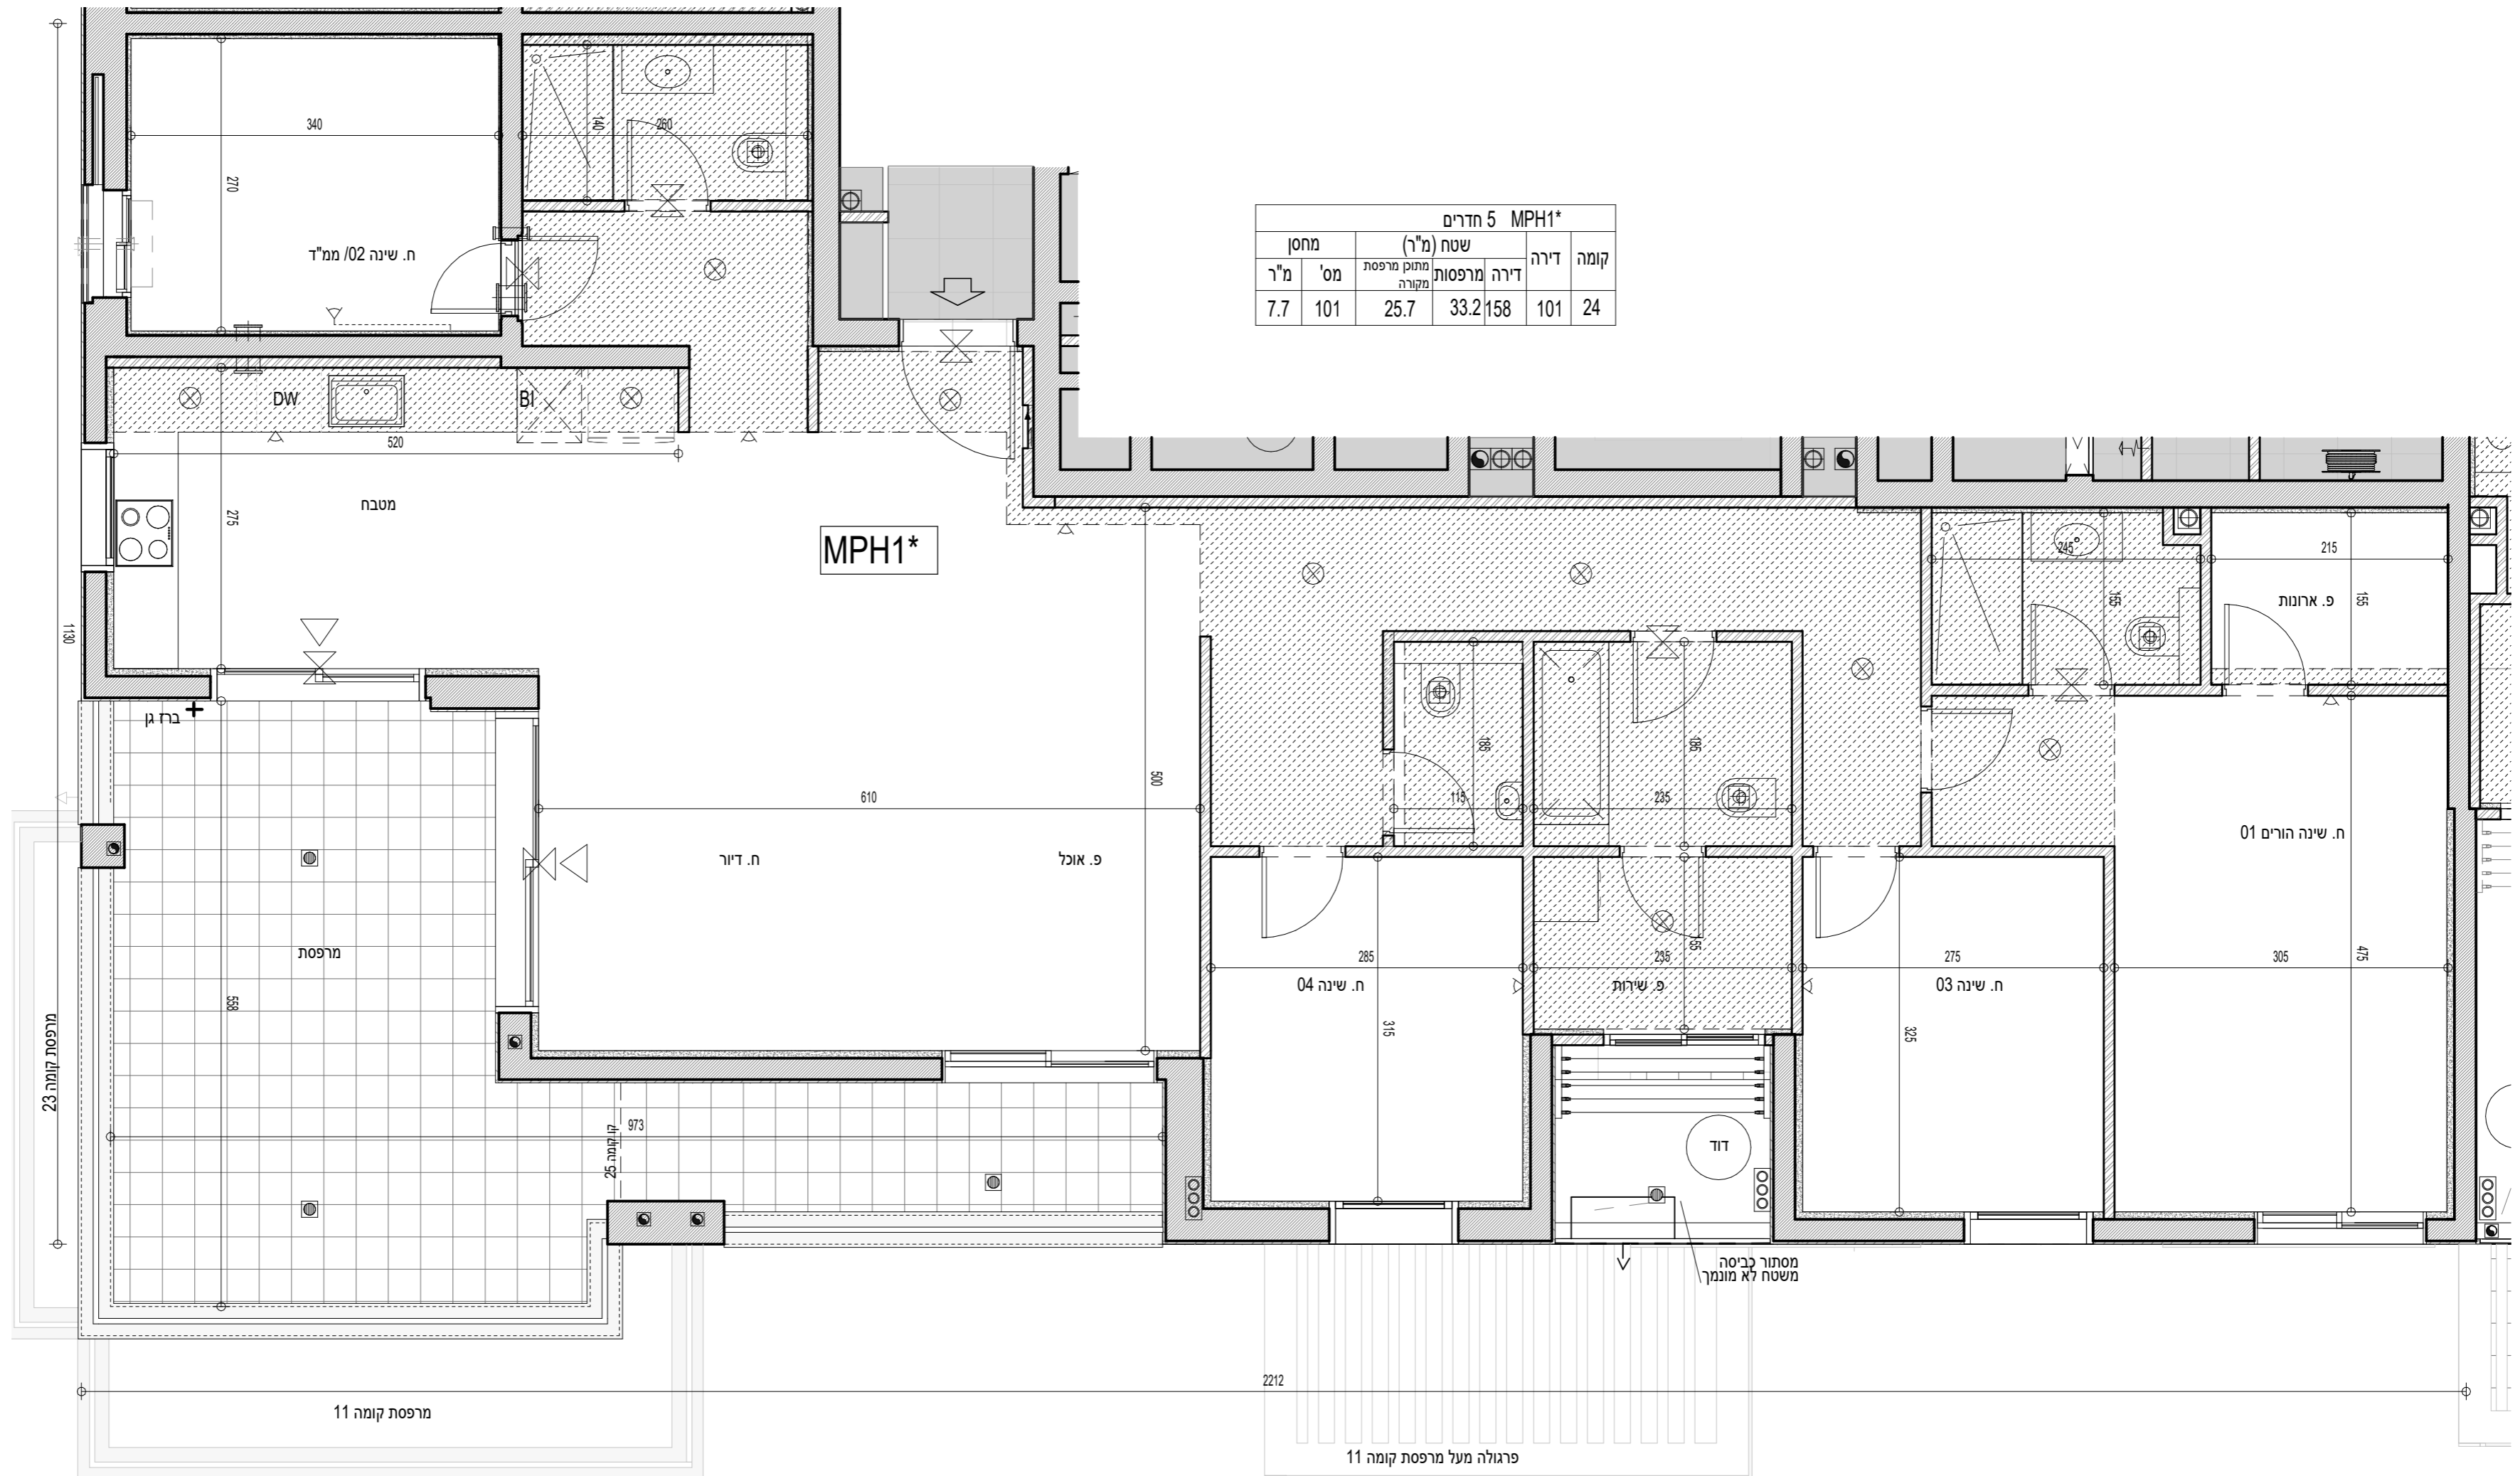 340
270
ח. שינה 02/ ממ"ד
140
260
MPH1* 5 חדרים
קומה דירה שטח (מ"ר) מחסן
דירה מרפסות מתוכן מרפסת מקורה מס' מ"ר
24 101 158 33.2 25.7 101 7.7
DW
BI
520
275
מטבח
MPH1*
1130
ברז גן
500
610
ח. דיור
פ. אוכל
מרפסת
558
מרפסת קומה 23
973
קו קומה 25
115
185
235
185
245
155
215
155
פ. ארונות
ח. שינה הורים 01
285
ח. שינה 04
315
235
155
פ. שירות
275
ח. שינה 03
325
305
475
דוד
מסתור כביסה
משטח לא מונמך
2212
מרפסת קומה 11
פרגולה מעל מרפסת קומה 11